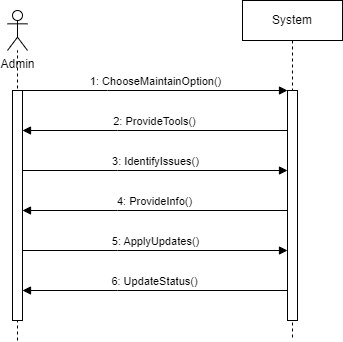 System
Admin
1: ChooseMaintainOption()
2: ProvideTools()
3: IdentifyIssues()
4: ProvideInfo()
5: ApplyUpdates()
6: UpdateStatus()